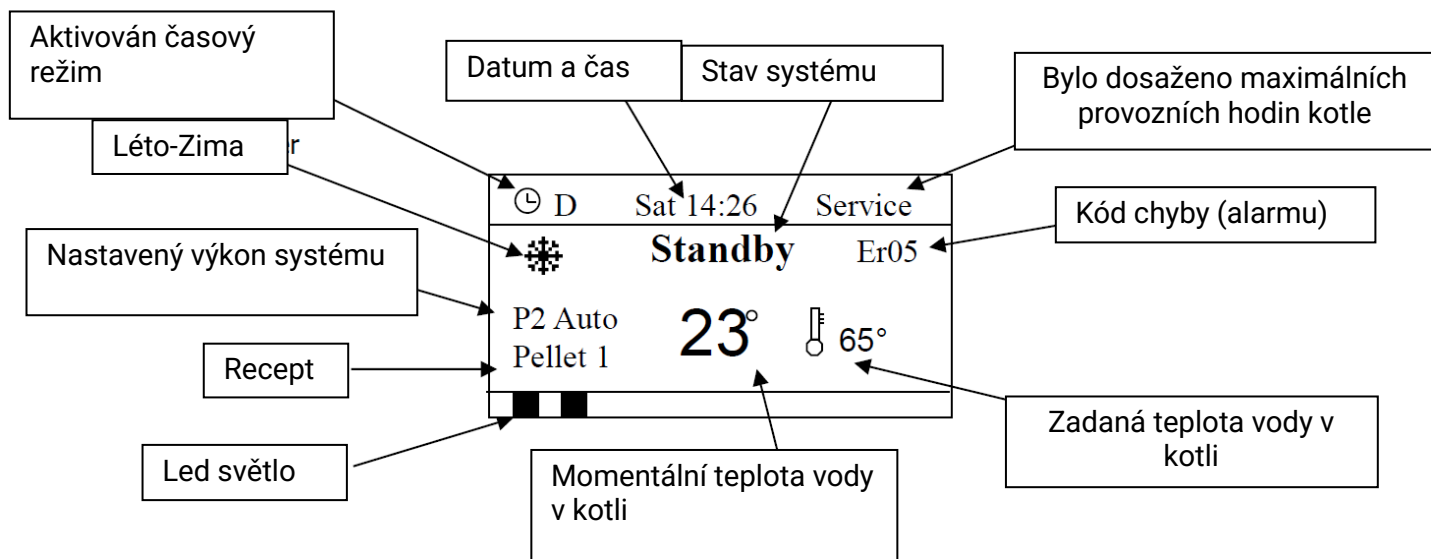 Aktivován časový
režim
Datum a čas
Stav systému
Bylo dosaženo maximálních
provozních hodin kotle
Léto-Zima er
D Sat 14:26 Service
Kód chyby (alarmu)
Standby Er05
Nastavený výkon systému
P2 Auto
23° 65°
Pellet 1
Recept
Led světlo
Momentální teplota vody
v kotli
Zadaná teplota vody v
kotli